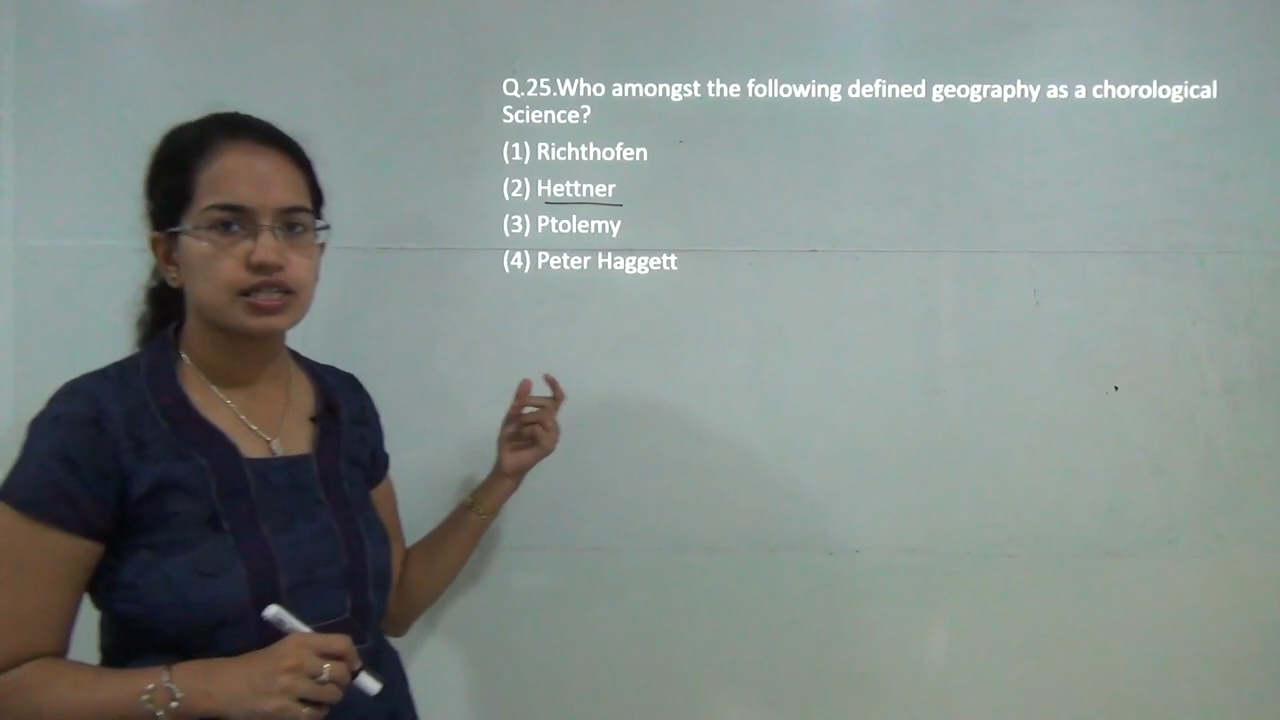 Q.25.Who amongst the following defined geography as a chorological
Science?
(1) Richthofen
(2) Hettner
(3) Ptolemy
(4) Peter Haggett